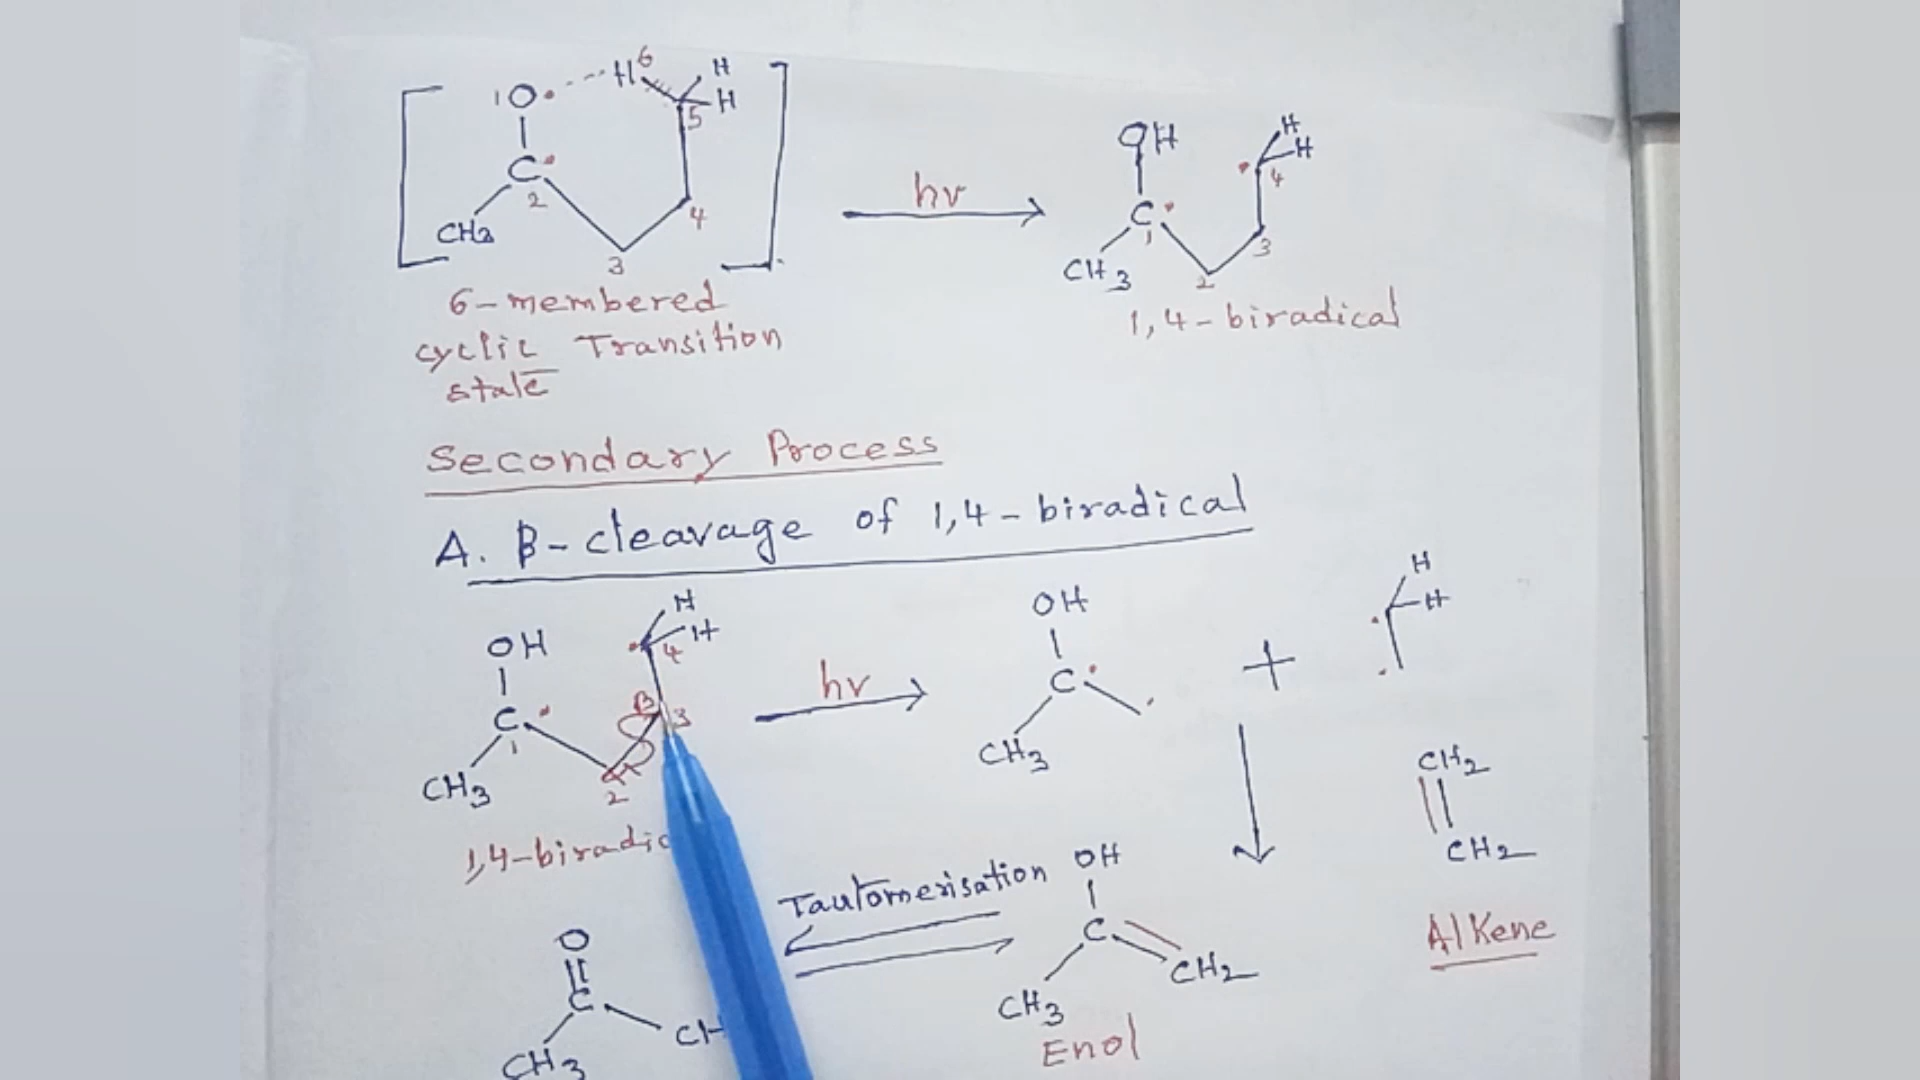 1 O · --- H 6 H
H
5
C ·
2
CH3
4
3
6-membered
cyclic Transition
state
hν
OH H
H
· 4
C ·
1
CH3
3
2
1,4-biradical
Secondary Process
A. β-cleavage of 1,4-biradical
OH H
H
4
C ·
1
β 3
α
2
CH3
hν
OH
C ·
CH3
+
H
H
CH2
CH2
Alkene
Tautomerisation
OH
C
CH2
CH3
Enol
O
C
CH3